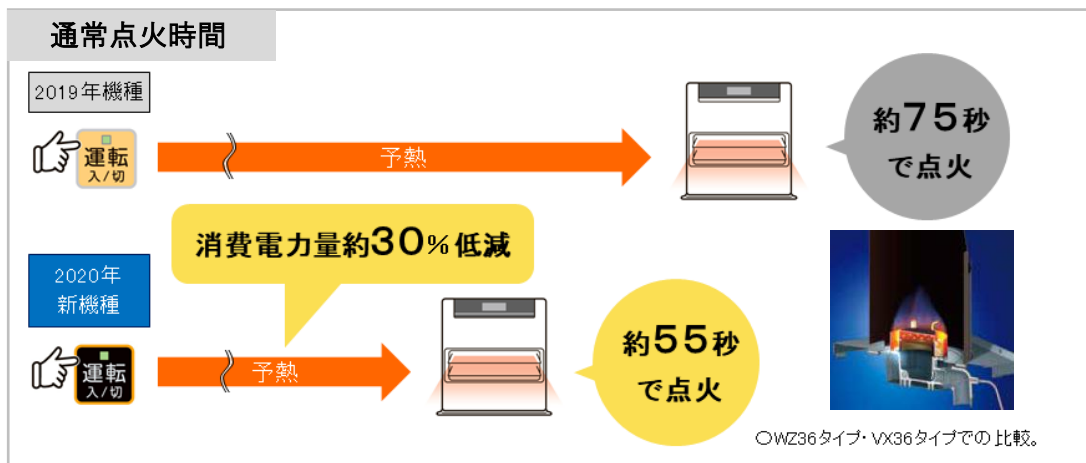 通常点火時間
2019年機種
運転
入/切
予熱
約75秒
で点火
消費電力量約30%低減
2020年
新機種
運転
入/切
予熱
約55秒
で点火
○WZ36タイプ・VX36タイプでの比較。